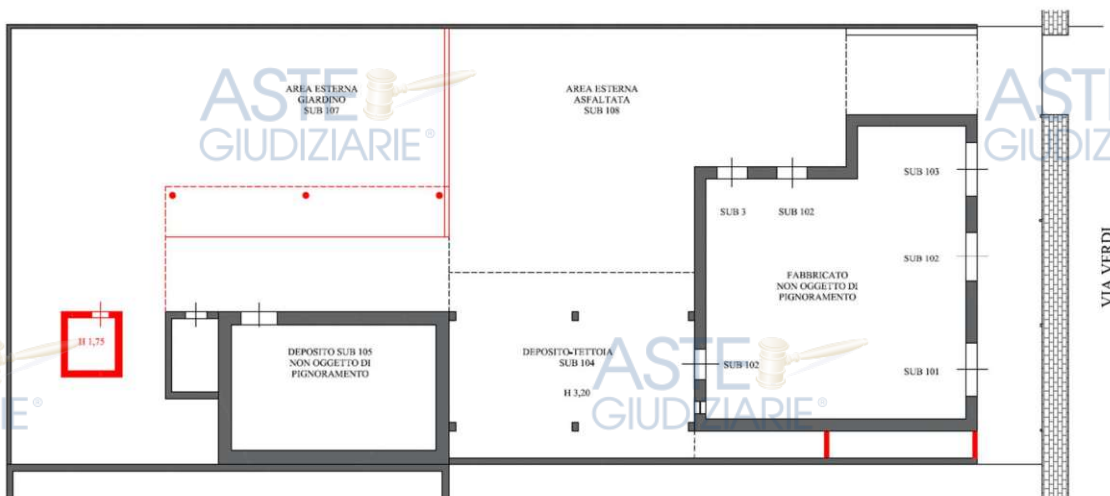 AREA ESTERNA
GIARDINO
SUB 107
AREA ESTERNA
ASFALTATA
SUB 108
ASTE
GIUDIZIARIE®
ASTE
GIUDIZ
SUB 103
SUB 3
SUB 102
SUB 102
FABBRICATO
NON OGGETTO DI
PIGNORAMENTO
VIA VERDI
H 1,75
DEPOSITO SUB 105
NON OGGETTO DI
PIGNORAMENTO
DEPOSITO-TETTOIA
SUB 104
H 3,20
SUB 102
SUB 101
ASTE
GIUDIZIARIE®
IE®